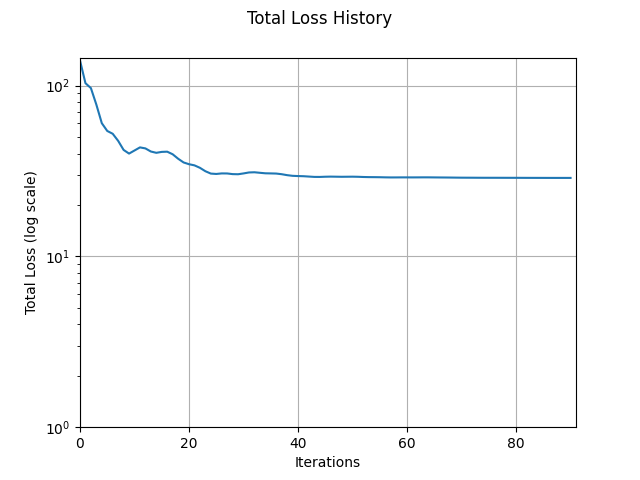 Total Loss History
Total Loss (log scale)
10²
10¹
10⁰
0 20 40 60 80
Iterations